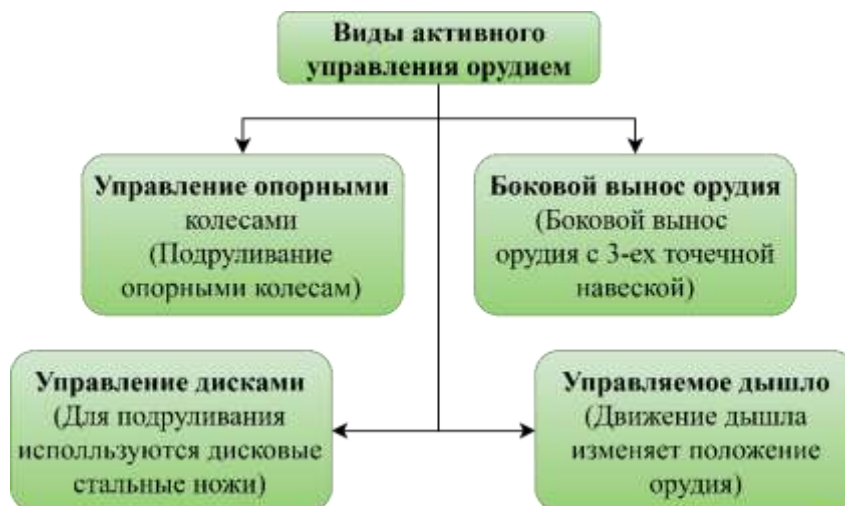 Виды активного
управления орудием
Управление опорными
колесами
(Подруливание
опорными колесам)
Боковой вынос орудия
(Боковой вынос
орудия с 3-ех точечной
навеской)
Управление дисками
(Для подруливания
исполльзуются дисковые
стальные ножи)
Управляемое дышло
(Движение дышла
изменяет положение
орудия)